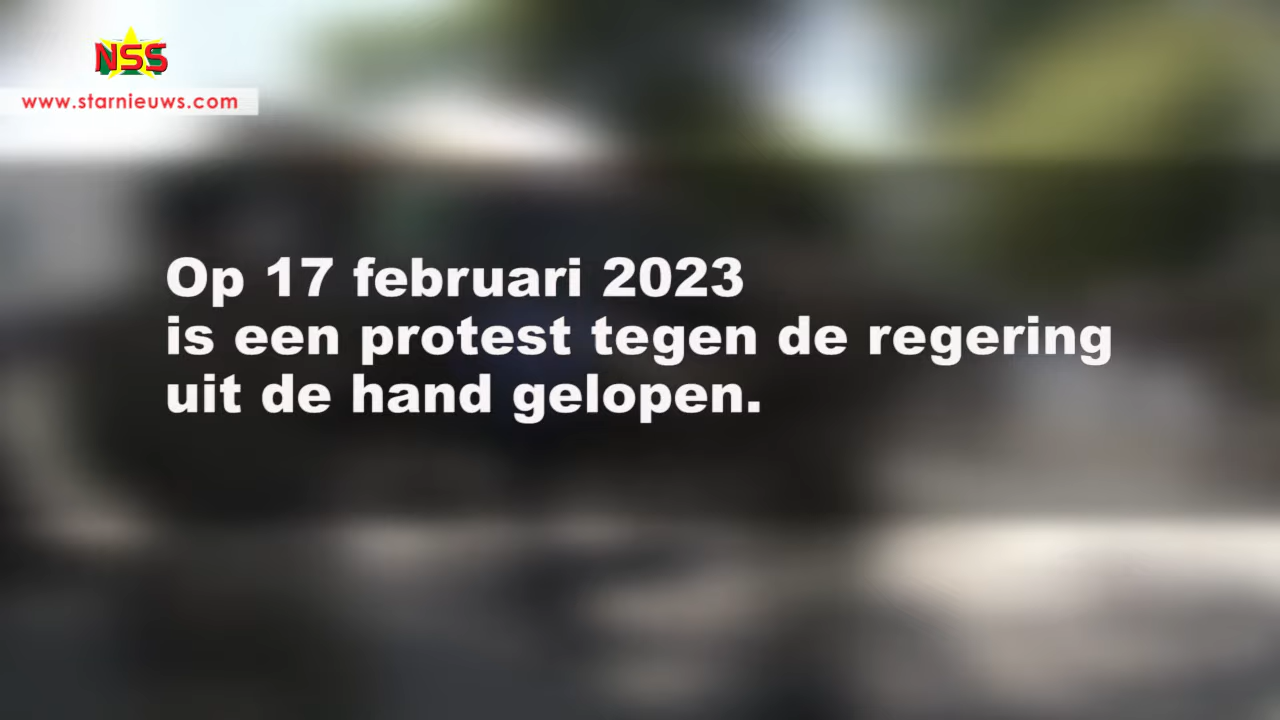 NSS
www.starnieuws.com
Op 17 februari 2023
is een protest tegen de regering
uit de hand gelopen.